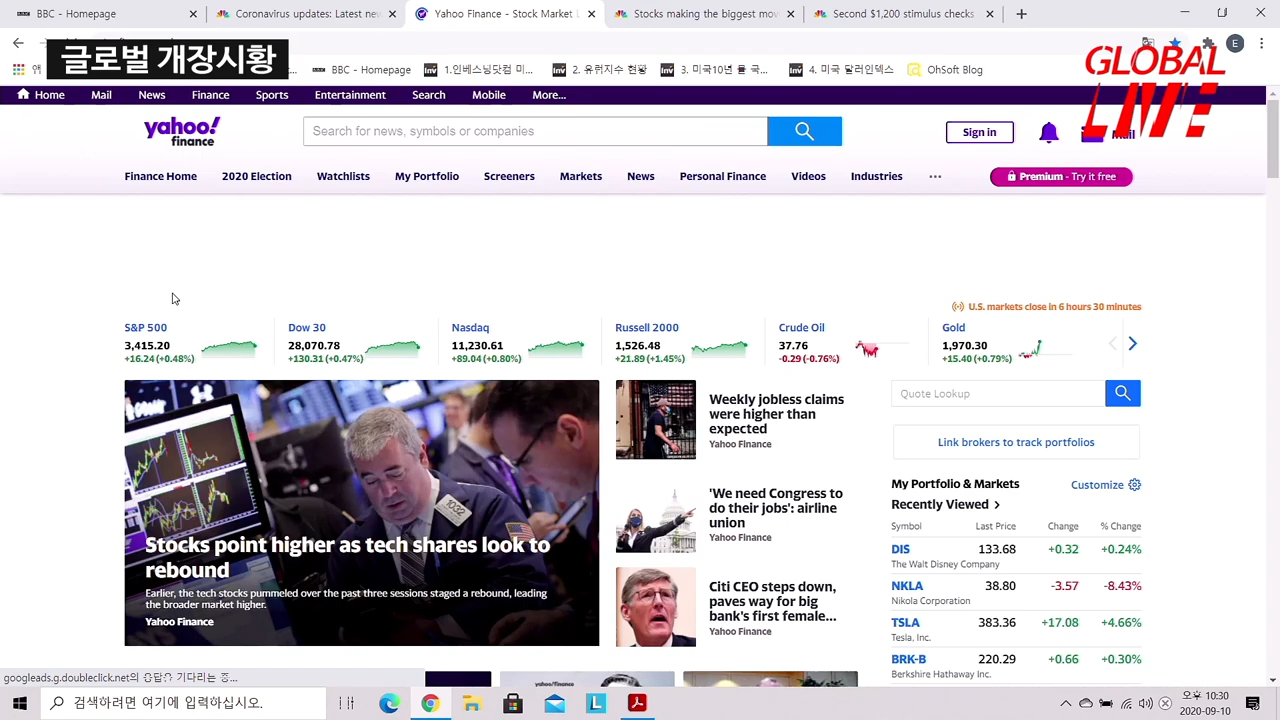 BBC - Homepage
Coronavirus updates: Latest new
Yahoo Finance - Stock Market L
Stocks making the biggest move
Second $1,200 stimulus checks
글로벌 개장시황
GLOBAL
LIVE
E
BBC - Homepage
1.인베스팅닷컴 미...
2. 유럽지수 현황
3. 미국10년 물 국...
4. 미국 달러인덱스
OhSoft Blog
Home
Mail
News
Finance
Sports
Entertainment
Search
Mobile
More...
yahoo!
finance
Search for news, symbols or companies
Sign in
Mail
Finance Home
2020 Election
Watchlists
My Portfolio
Screeners
Markets
News
Personal Finance
Videos
Industries
...
Premium - Try it free
U.S. markets close in 6 hours 30 minutes
S&P 500
3,415.20
+16.24 (+0.48%)
Dow 30
28,070.78
+130.31 (+0.47%)
Nasdaq
11,230.61
+89.04 (+0.80%)
Russell 2000
1,526.48
+21.89 (+1.45%)
Crude Oil
37.76
-0.29 (-0.76%)
Gold
1,970.30
+15.40 (+0.79%)
1032
Stocks point higher as tech shares look to
rebound
Earlier, the tech stocks pummeled over the past three sessions staged a rebound, leading
the broader market higher.
Yahoo Finance
Weekly jobless claims
were higher than
expected
Yahoo Finance
'We need Congress to
do their jobs': airline
union
Yahoo Finance
Citi CEO steps down,
paves way for big
bank's first female...
Yahoo Finance
Quote Lookup
Link brokers to track portfolios
My Portfolio & Markets
Customize
Recently Viewed
Symbol Last Price Change % Change
DIS 133.68 +0.32 +0.24%
The Walt Disney Company
NKLA 38.80 -3.57 -8.43%
Nikola Corporation
TSLA 383.36 +17.08 +4.66%
Tesla, Inc.
BRK-B 220.29 +0.66 +0.30%
Berkshire Hathaway Inc.
googleads.g.doubleclick.net의 응답을 기다리는 중...
yahoo/finance
검색하려면 여기에 입력하십시오.
오후 10:30
2020-09-10